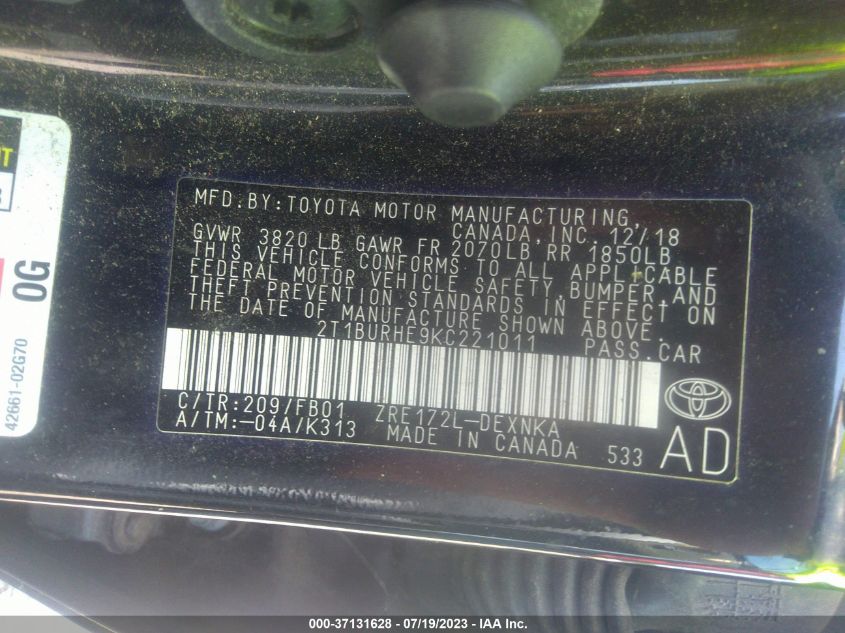 MFD.BY:TOYOTA MOTOR MANUFACTURING
CANADA, INC. 12/18
GVWR 3820 LB GAWR FR 2070LB RR 1850LB
THIS VEHICLE CONFORMS TO ALL APPLICABLE
FEDERAL MOTOR VEHICLE SAFETY, BUMPER, AND
THEFT PREVENTION STANDARDS IN EFFECT ON
THE DATE OF MANUFACTURE SHOWN ABOVE.
2T1BURHE9KC221011 PASS.CAR
C/TR:209/FB01 ZRE172L-DEXNKA
A/TM:-04A/K313 MADE IN CANADA 533 AD
0G
42661-02G70
000-37131628 / 07/19/2023 / IAA Inc.